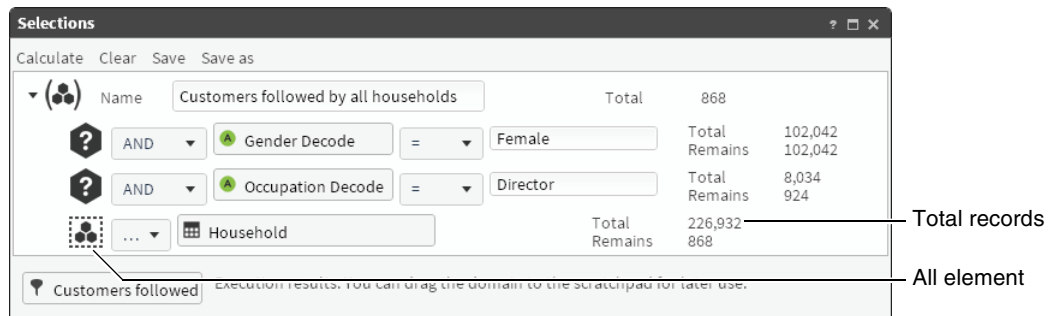 Selections ?
Calculate Clear Save Save as
Name Customers followed by all households Total 868
? AND A Gender Decode = Female Total 102,042
Remains 102,042
? AND A Occupation Decode = Director Total 8,034
Remains 924
... Household Total 226,932
Remains 868
Total records
All element
Customers followed Execution results. You can drag the domain to the scratchpad for later use.